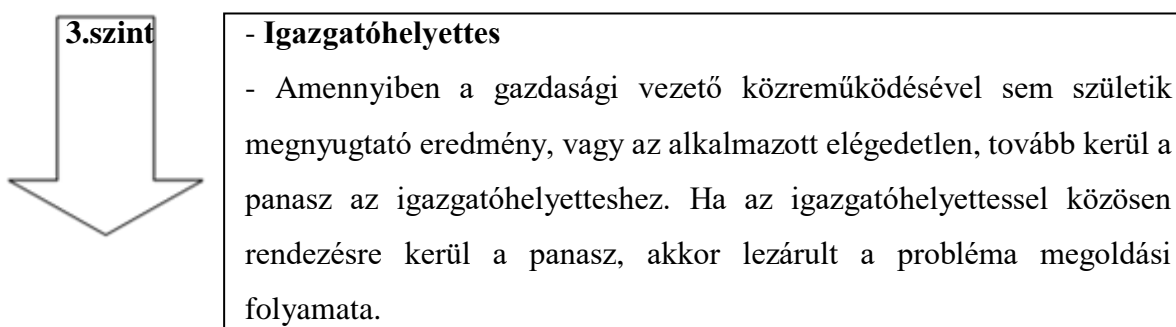 3.szint
- Igazgatóhelyettes
- Amennyiben a gazdasági vezető közreműködésével sem születik
megnyugtató eredmény, vagy az alkalmazott elégedetlen, tovább kerül a
panasz az igazgatóhelyetteshez. Ha az igazgatóhelyettessel közösen
rendezésre kerül a panasz, akkor lezárult a probléma megoldási
folyamata.